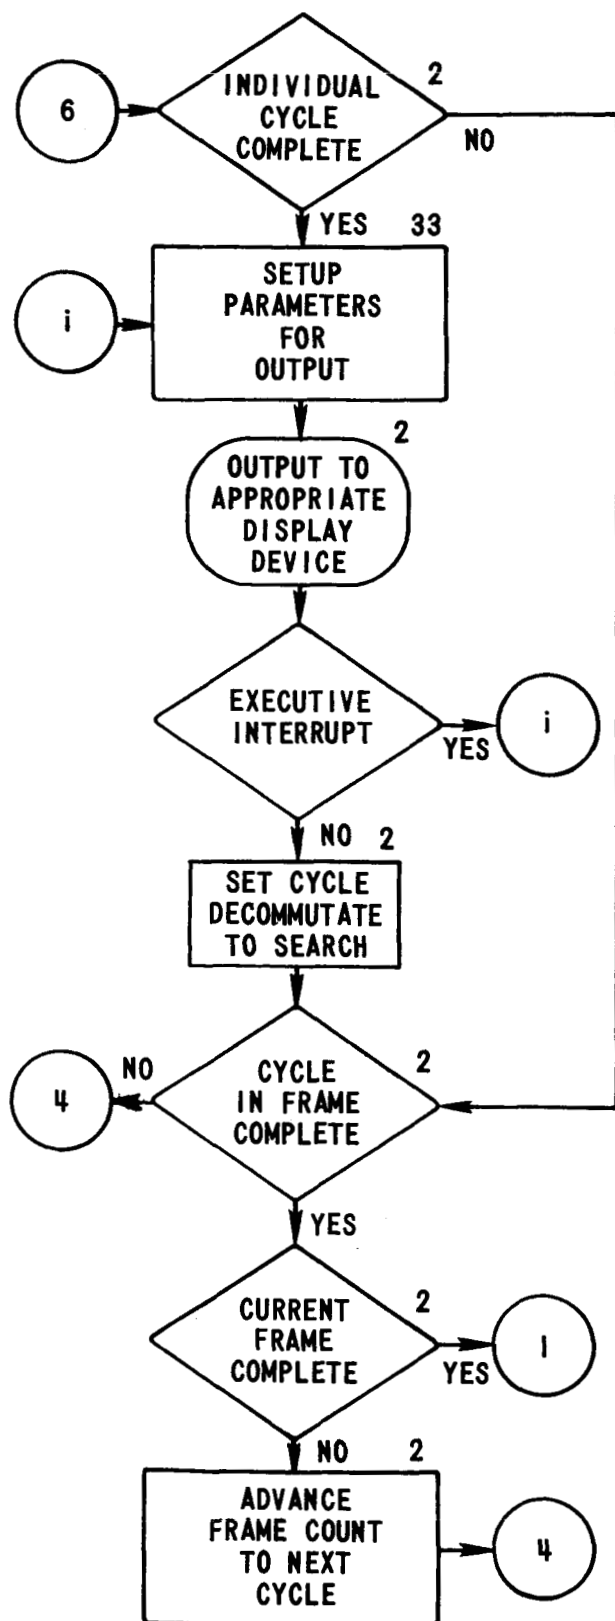 2
6
INDIVIDUAL
CYCLE
COMPLETE
NO
YES
33
i
SETUP
PARAMETERS
FOR
OUTPUT
2
OUTPUT TO
APPROPRIATE
DISPLAY
DEVICE
EXECUTIVE
INTERRUPT
YES
i
NO
2
SET CYCLE
DECOMMUTATE
TO SEARCH
2
NO
4
CYCLE
IN FRAME
COMPLETE
YES
2
CURRENT
FRAME
COMPLETE
YES
1
NO
2
ADVANCE
FRAME COUNT
TO NEXT
CYCLE
4